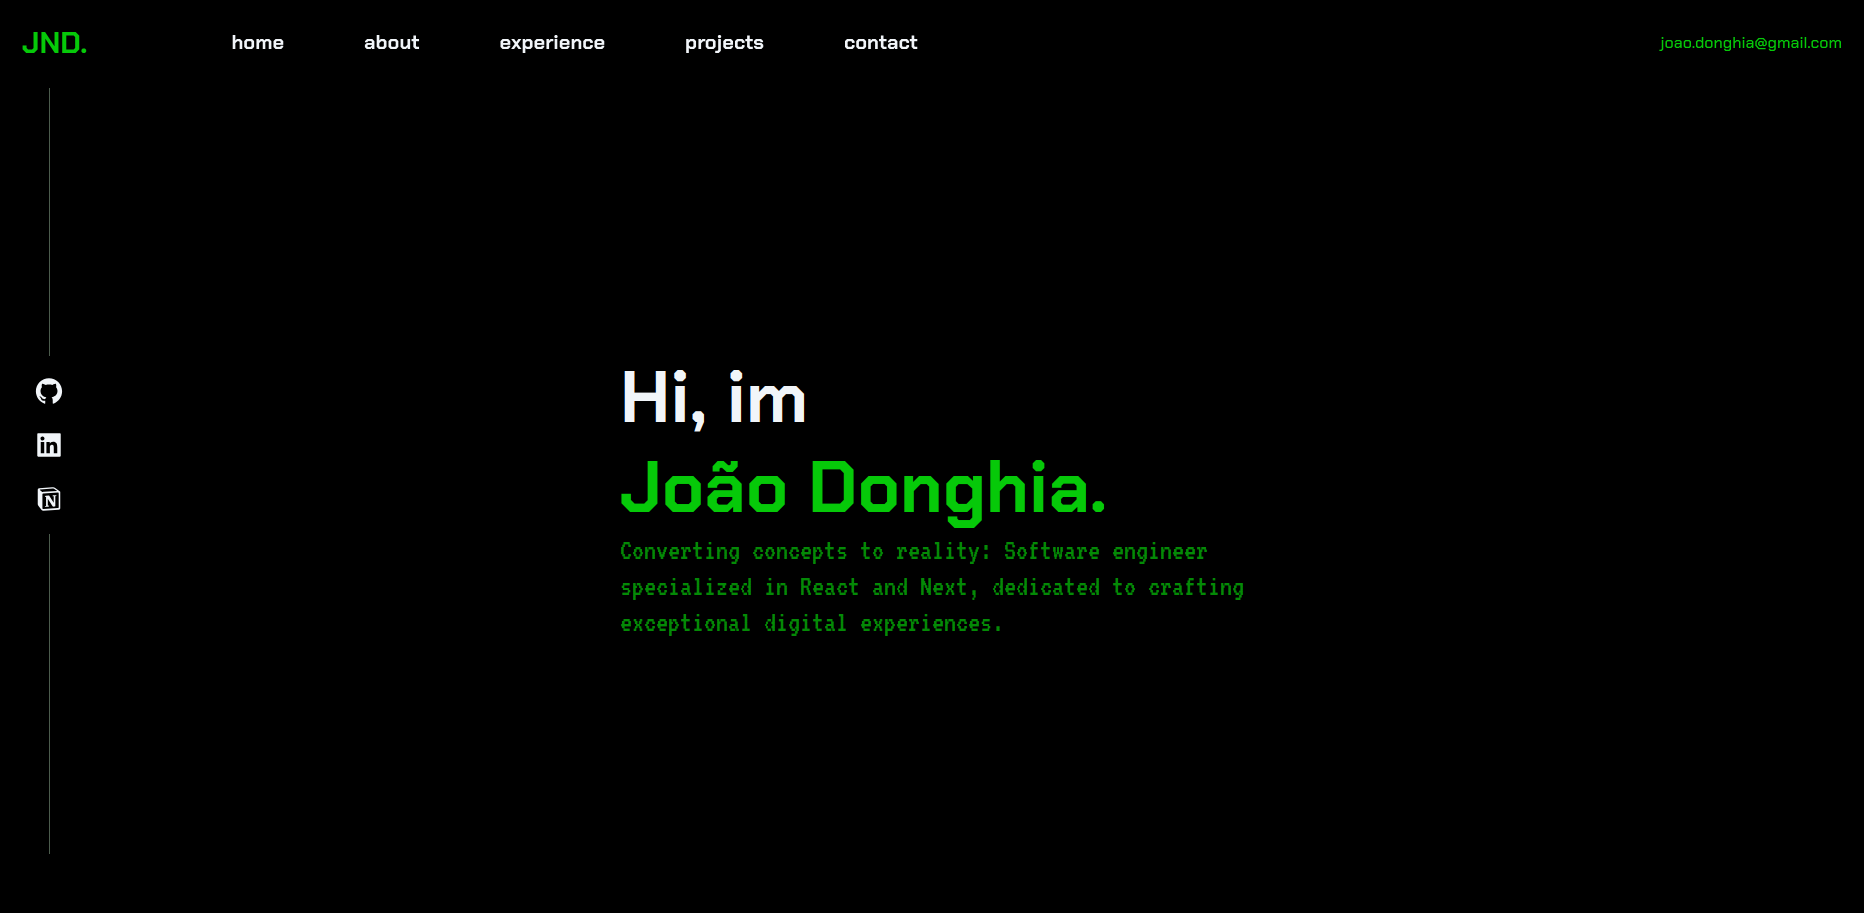 JND.
home about experience projects contact
joao.donghia@gmail.com
in
N
Hi, im
João Donghia.
Converting concepts to reality: Software engineer
specialized in React and Next, dedicated to crafting
exceptional digital experiences.